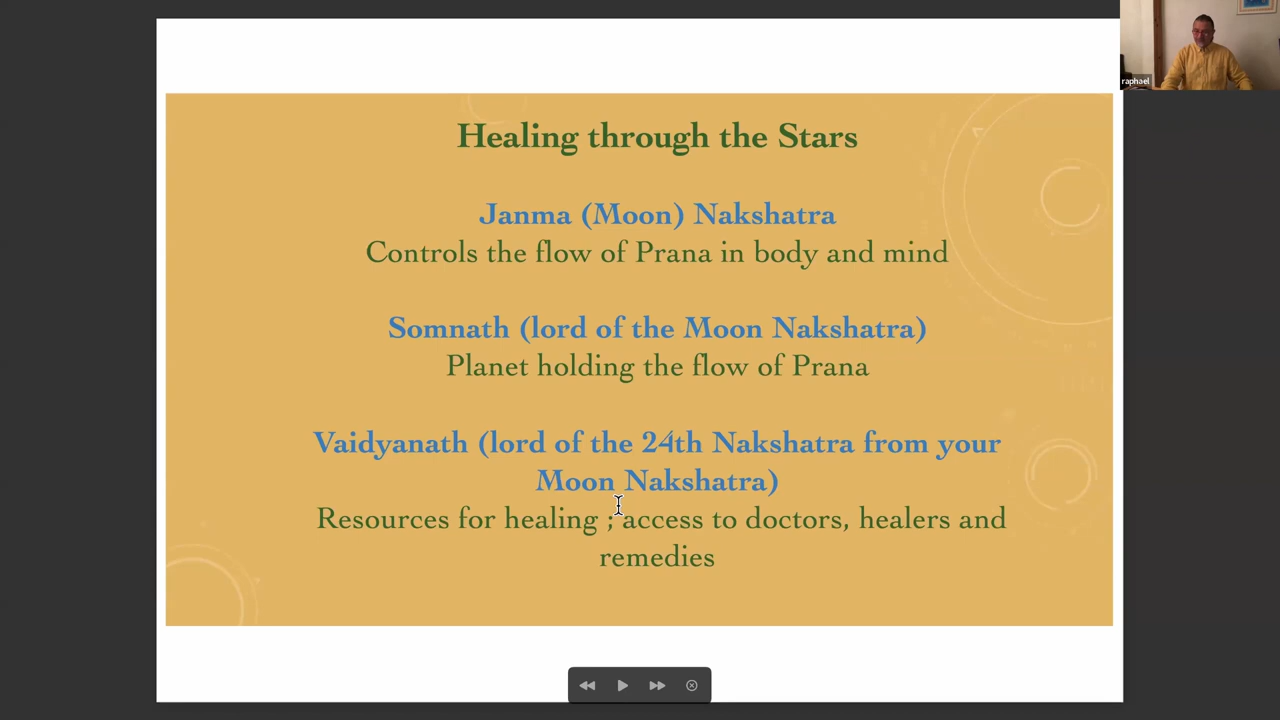 raphael
Healing through the Stars
Janma (Moon) Nakshatra
Controls the flow of Prana in body and mind
Somnath (lord of the Moon Nakshatra)
Planet holding the flow of Prana
Vaidyanath (lord of the 24th Nakshatra from your
Moon Nakshatra)
Resources for healing ; access to doctors, healers and
remedies